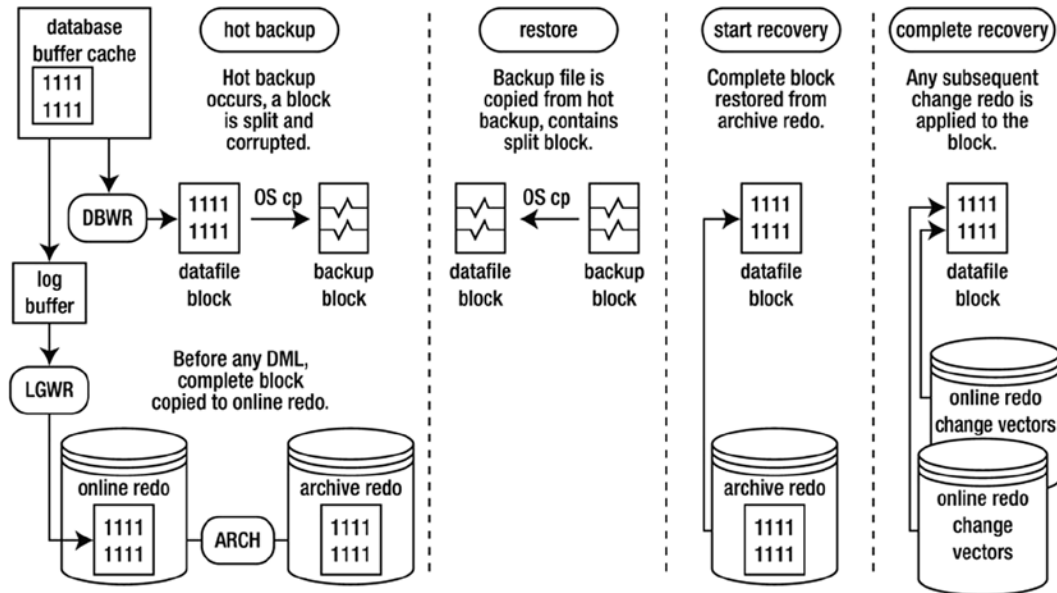 database
buffer cache
1111
1111
DBWR
log
buffer
LGWR
hot backup
Hot backup
occurs, a block
is split and
corrupted.
1111
1111
OS cp
datafile
block
backup
block
Before any DML,
complete block
copied to online redo.
online redo
1111
1111
ARCH
archive redo
1111
1111
restore
Backup file is
copied from hot
backup, contains
split block.
OS cp
datafile
block
backup
block
start recovery
Complete block
restored from
archive redo.
1111
1111
datafile
block
archive redo
1111
1111
complete recovery
Any subsequent
change redo is
applied to the
block.
1111
1111
datafile
block
online redo
change vectors
online redo
change
vectors